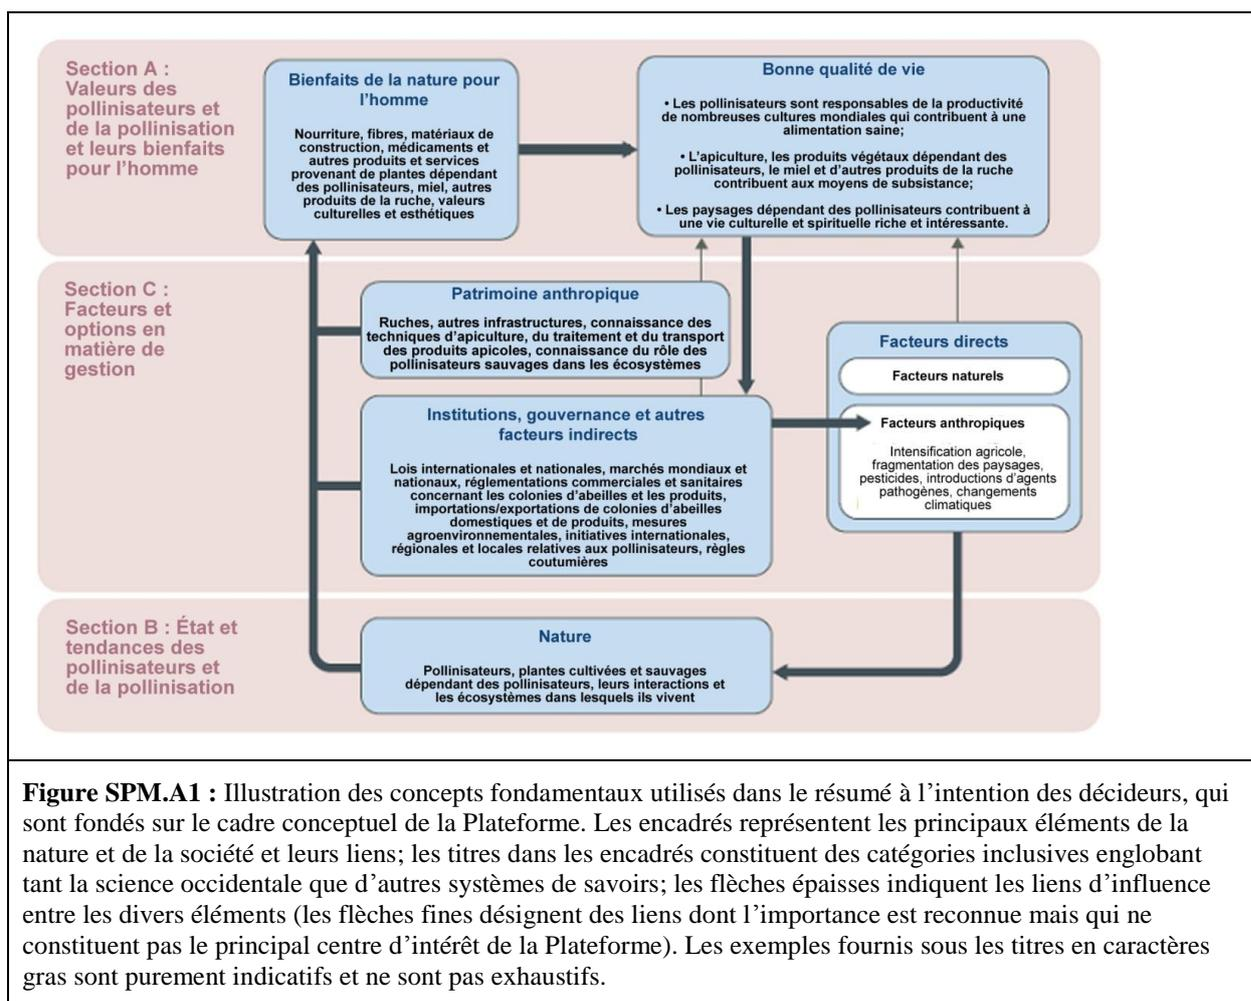 Section A :
Valeurs des
pollinisateurs et
de la pollinisation
et leurs bienfaits
pour l’homme
Bienfaits de la nature pour
l’homme
Nourriture, fibres, matériaux de
construction, médicaments et
autres produits et services
provenant de plantes dépendant
des pollinisateurs, miel, autres
produits de la ruche, valeurs
culturelles et esthétiques
Bonne qualité de vie
• Les pollinisateurs sont responsables de la productivité
de nombreuses cultures mondiales qui contribuent à une
alimentation saine;
• L’apiculture, les produits végétaux dépendant des
pollinisateurs, le miel et d’autres produits de la ruche
contribuent aux moyens de subsistance;
• Les paysages dépendant des pollinisateurs contribuent à
une vie culturelle et spirituelle riche et intéressante.
Section C :
Facteurs et
options en
matière de
gestion
Patrimoine anthropique
Ruches, autres infrastructures, connaissance des
techniques d’apiculture, du traitement et du transport
des produits apicoles, connaissance du rôle des
pollinisateurs sauvages dans les écosystèmes
Institutions, gouvernance et autres
facteurs indirects
Lois internationales et nationales, marchés mondiaux et
nationaux, réglementations commerciales et sanitaires
concernant les colonies d’abeilles et les produits,
importations/exportations de colonies d’abeilles
domestiques et de produits, mesures
agroenvironnementales, initiatives internationales,
régionales et locales relatives aux pollinisateurs, règles
coutumières
Facteurs directs
Facteurs naturels
Facteurs anthropiques
Intensification agricole,
fragmentation des paysages,
pesticides, introductions d’agents
pathogènes, changements
climatiques
Section B : État et
tendances des
pollinisateurs et
de la pollinisation
Nature
Pollinisateurs, plantes cultivées et sauvages
dépendant des pollinisateurs, leurs interactions et
les écosystèmes dans lesquels ils vivent
Figure SPM.A1 : Illustration des concepts fondamentaux utilisés dans le résumé à l’intention des décideurs, qui
sont fondés sur le cadre conceptuel de la Plateforme. Les encadrés représentent les principaux éléments de la
nature et de la société et leurs liens; les titres dans les encadrés constituent des catégories inclusives englobant
tant la science occidentale que d’autres systèmes de savoirs; les flèches épaisses indiquent les liens d’influence
entre les divers éléments (les flèches fines désignent des liens dont l’importance est reconnue mais qui ne
constituent pas le principal centre d’intérêt de la Plateforme). Les exemples fournis sous les titres en caractères
gras sont purement indicatifs et ne sont pas exhaustifs.